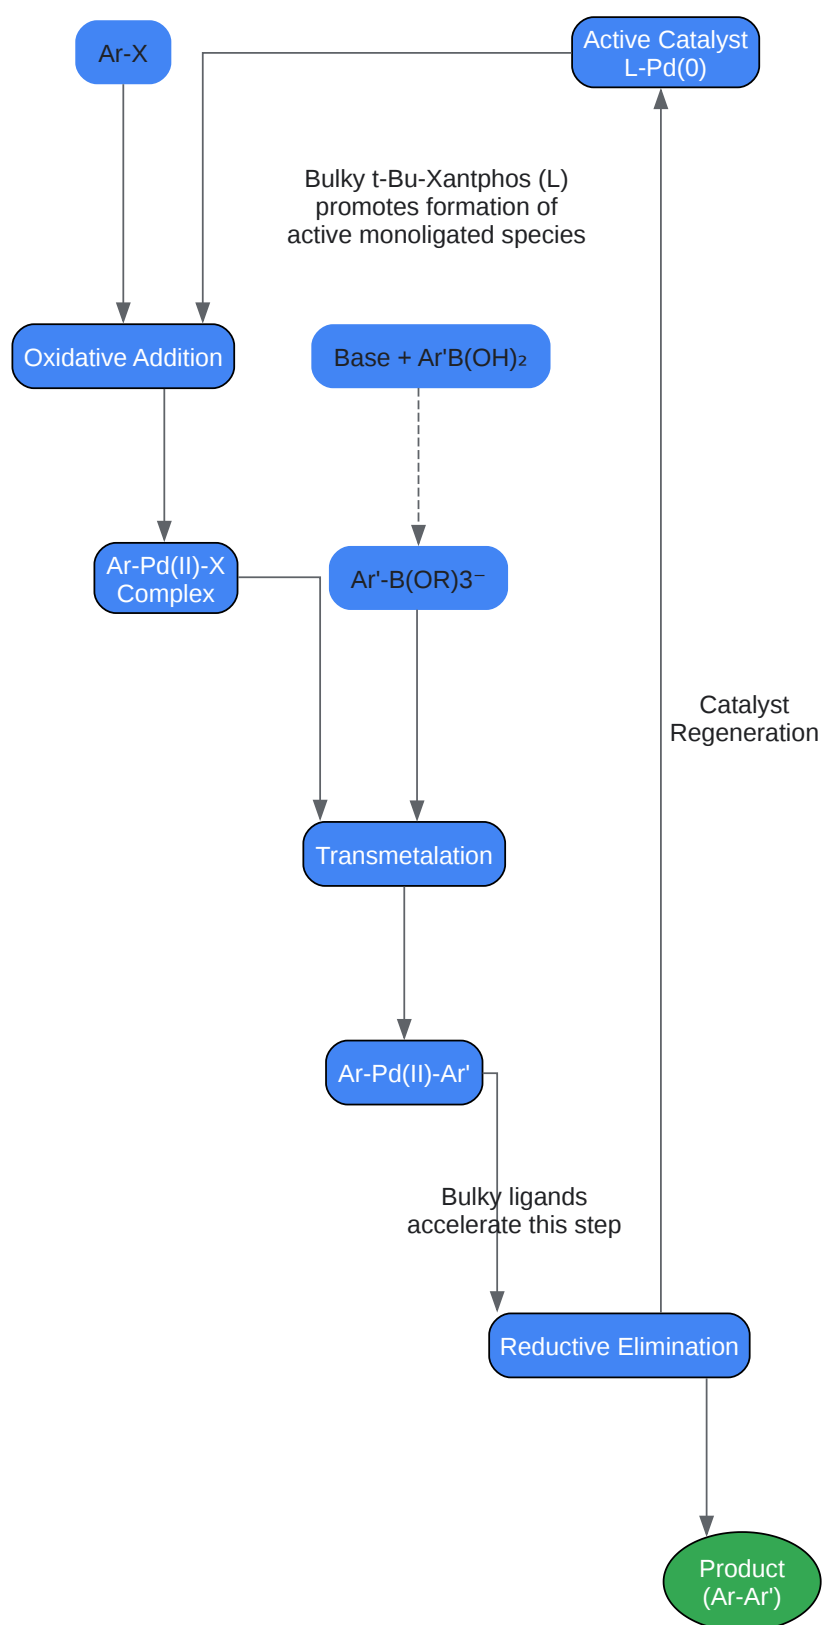 Ar-X
Active Catalyst
L-Pd(0)
Bulky t-Bu-Xantphos (L)
promotes formation of
active monoligated species
Oxidative Addition
Base + Ar'B(OH)₂
Ar-Pd(II)-X
Complex
Ar'-B(OR)3⁻
Catalyst
Regeneration
Transmetalation
Ar-Pd(II)-Ar'
Bulky ligands
accelerate this step
Reductive Elimination
Product
(Ar-Ar')